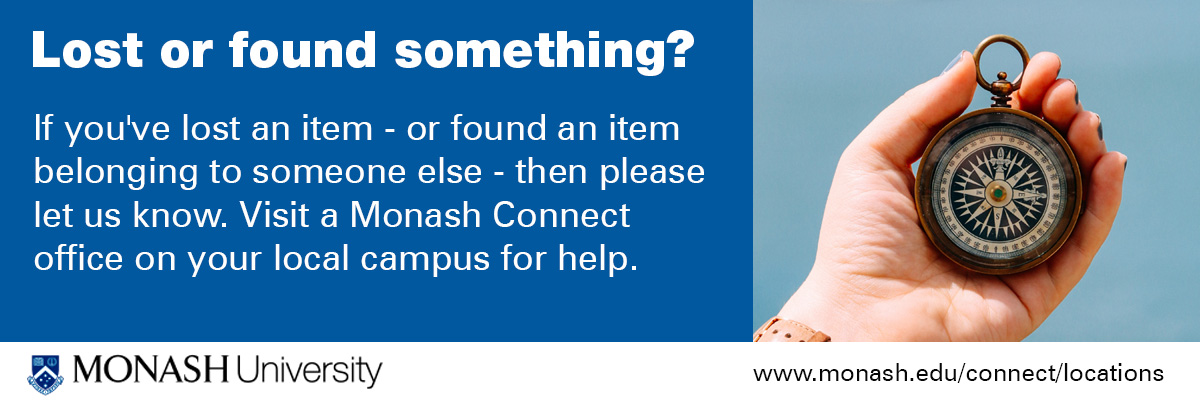 Lost or found something?
If you've lost an item - or found an item
belonging to someone else - then please
let us know. Visit a Monash Connect
office on your local campus for help.
MONASH University
www.monash.edu/connect/locations